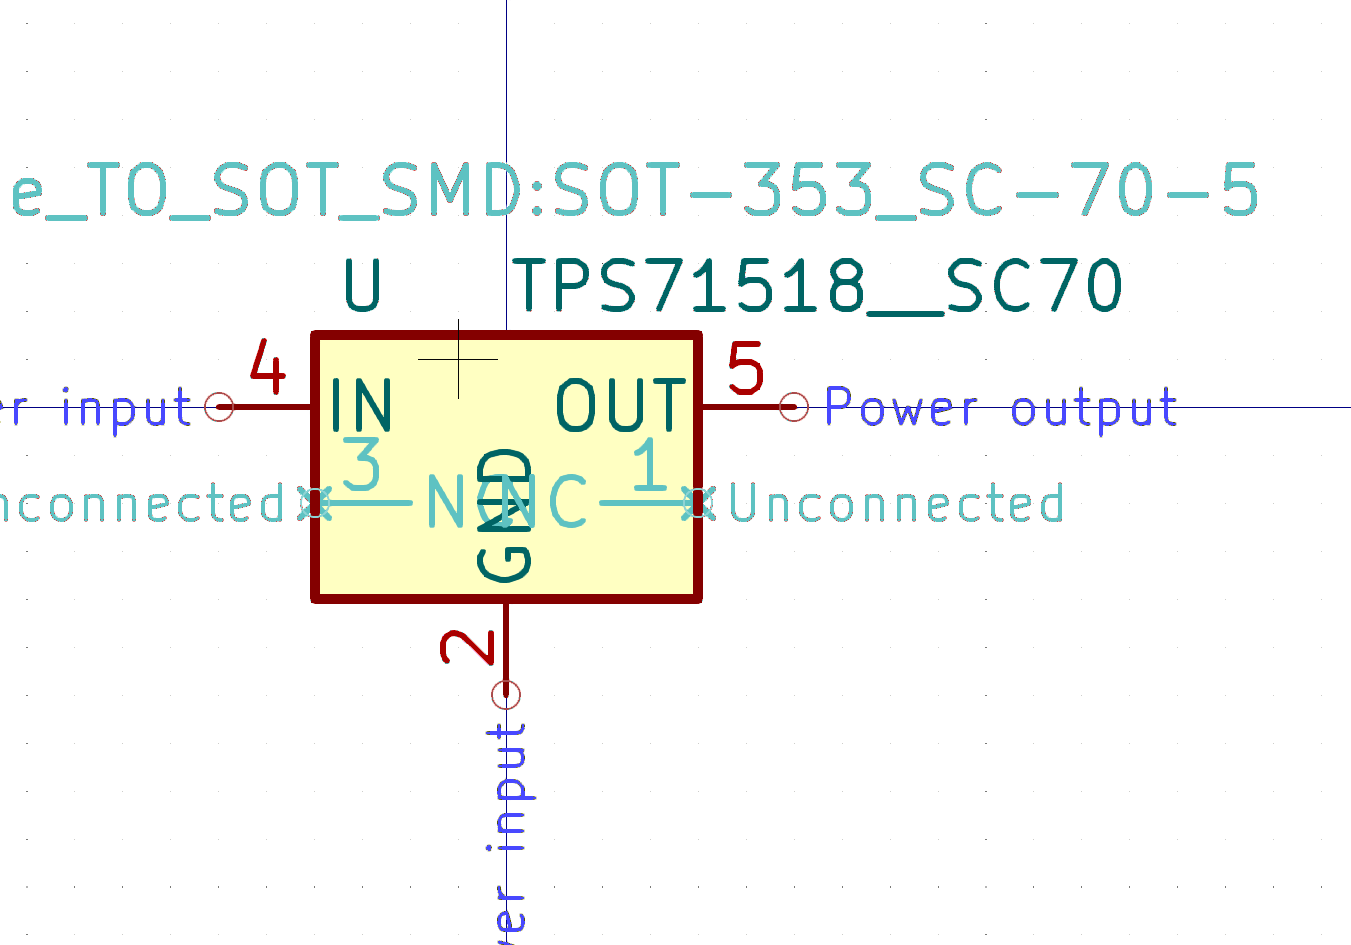 e_TO_SOT_SMD:SOT-353_SC-70-5
U TPS71518__SC70
4 5
er input IN OUT Power output
3 1
nconnected NC NC Unconnected
GND
2
wer input